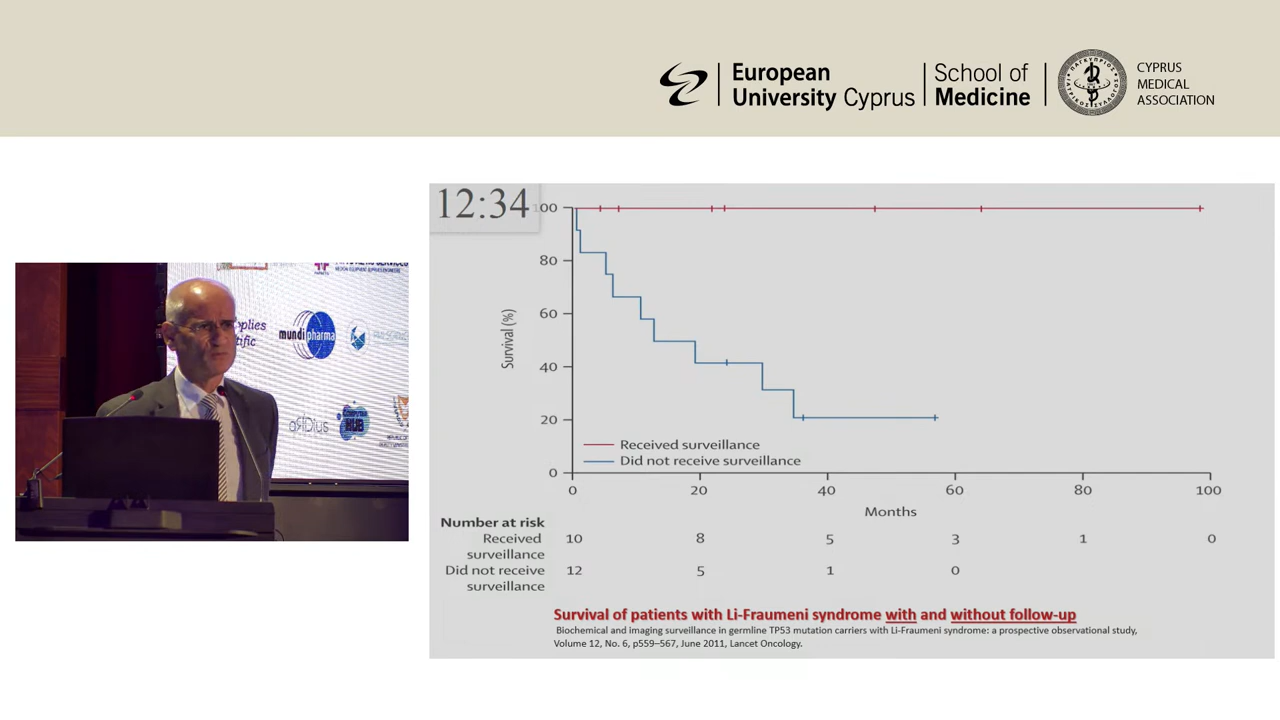 European
University Cyprus
School of
Medicine
CYPRUS
MEDICAL
ASSOCIATION
12:34
100
80
60
40
20
0
Survival (%)
Received surveillance
Did not receive surveillance
0 20 40 60 80 100
Months
Number at risk
Received 10 8 5 3 1 0
surveillance
Did not receive 12 5 1 0
surveillance
Survival of patients with Li-Fraumeni syndrome with and without follow-up
Biochemical and imaging surveillance in germline TP53 mutation carriers with Li-Fraumeni syndrome: a prospective observational study,
Volume 12, No. 6, p559–567, June 2011, Lancet Oncology.
mundipharma
HUB